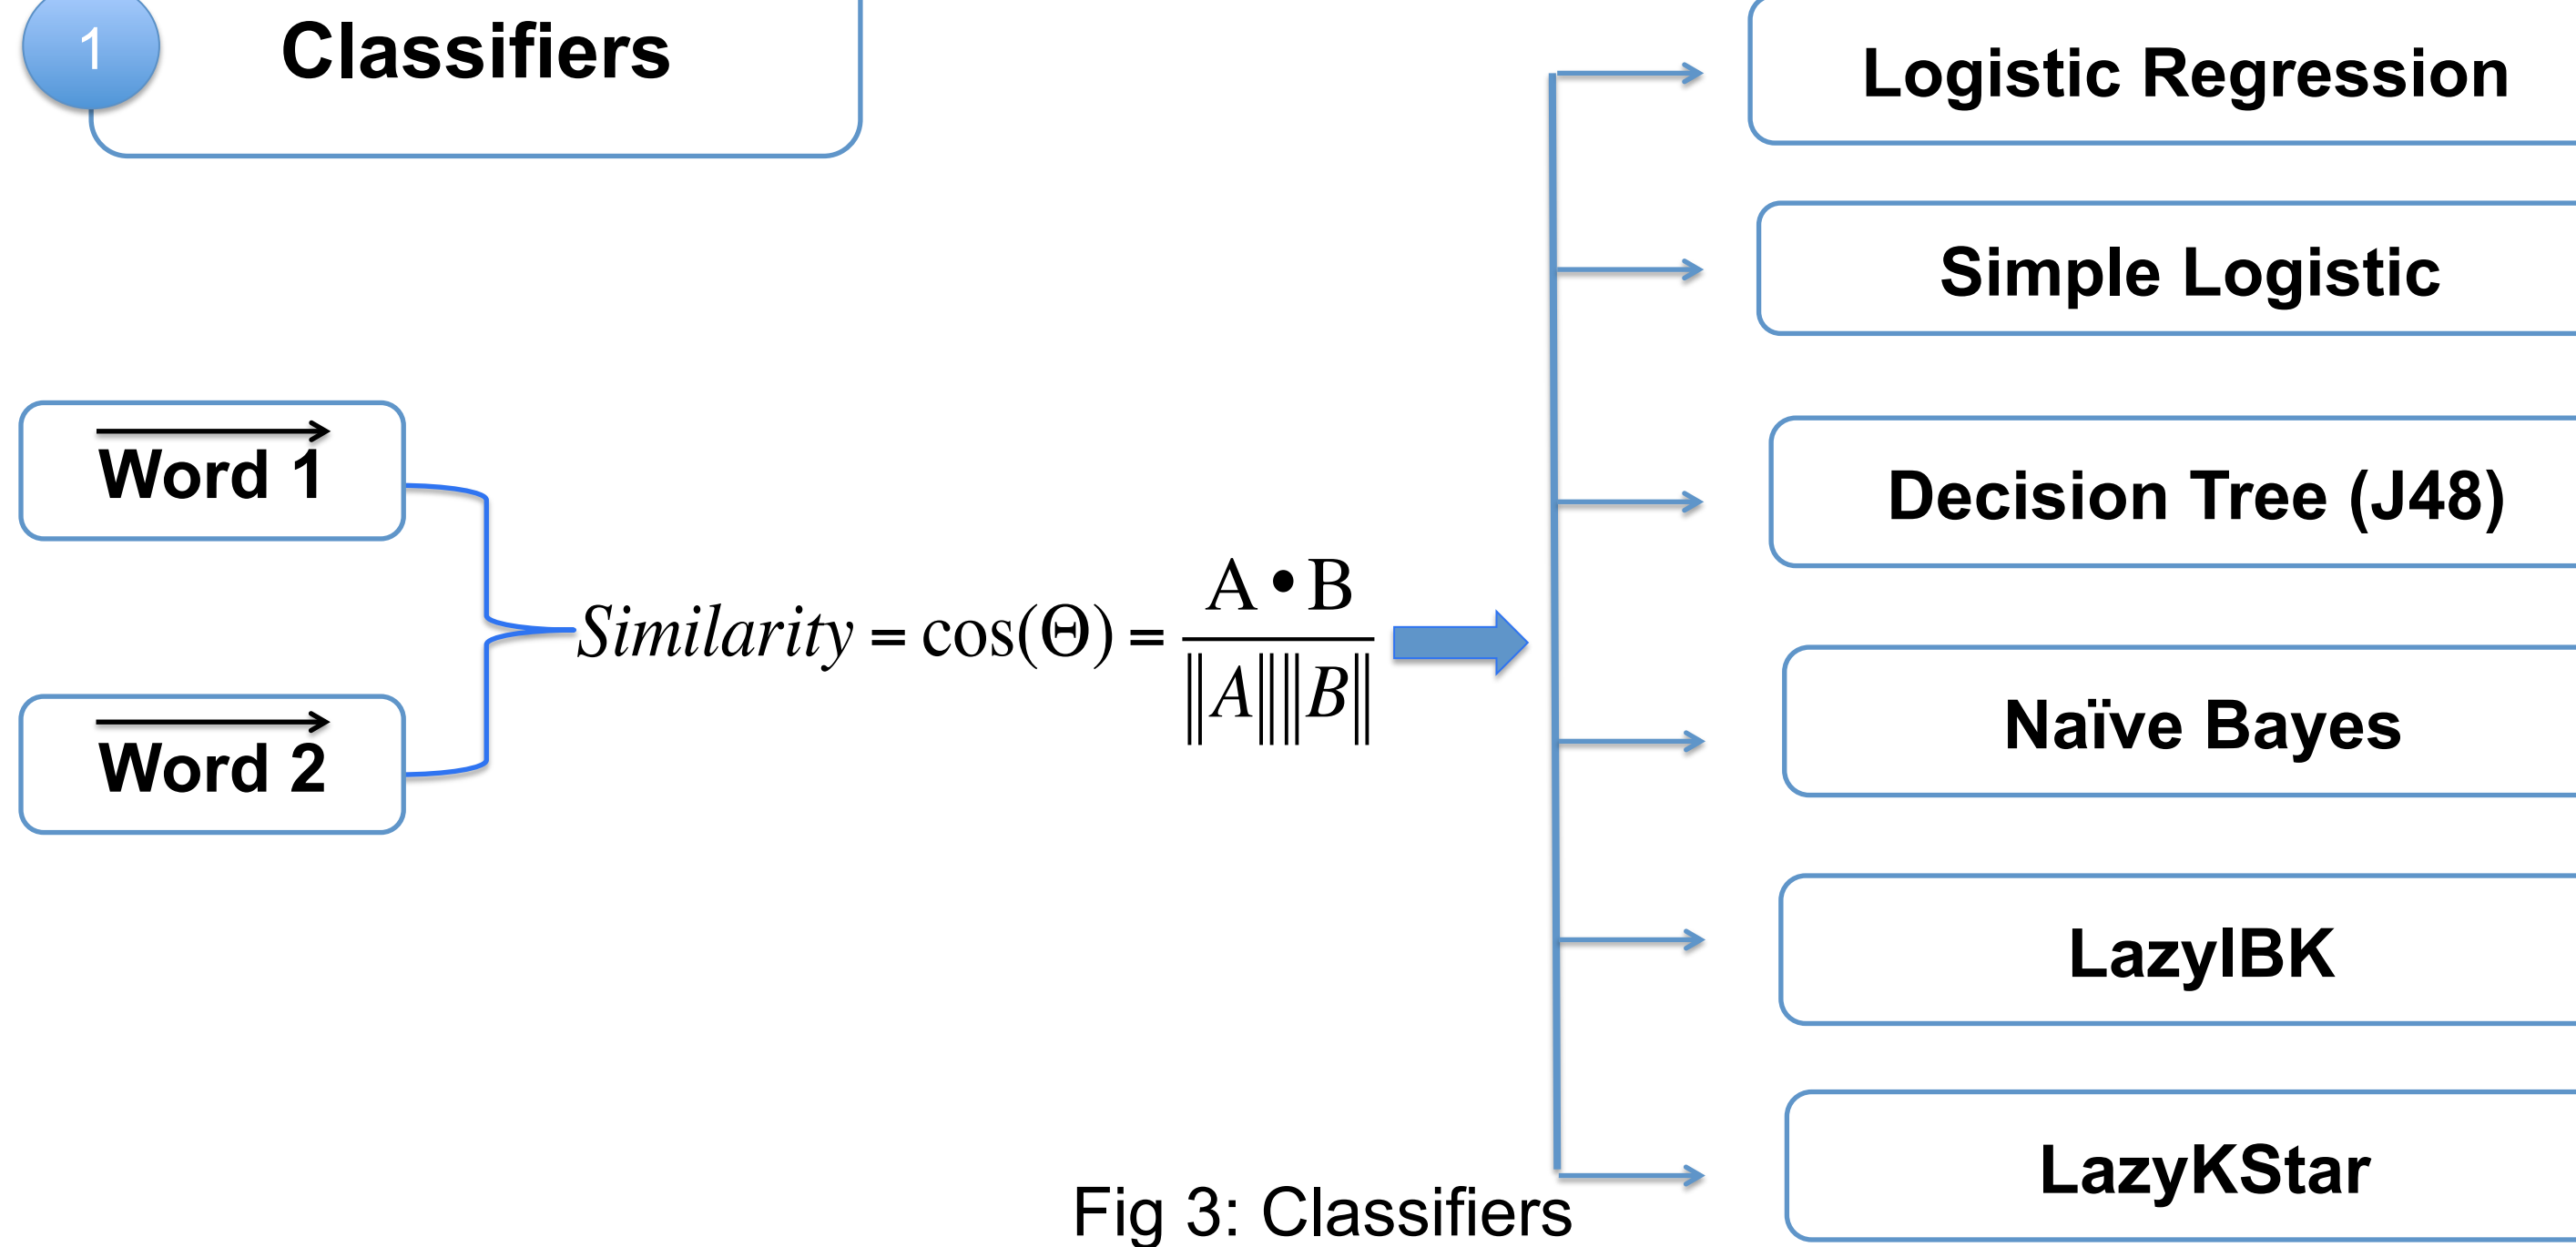 1
Classifiers
Word 1
Word 2
Similarity = cos(Θ) = A • B / ||A|| ||B||
Logistic Regression
Simple Logistic
Decision Tree (J48)
Naïve Bayes
LazyIBK
LazyKStar
Fig 3: Classifiers